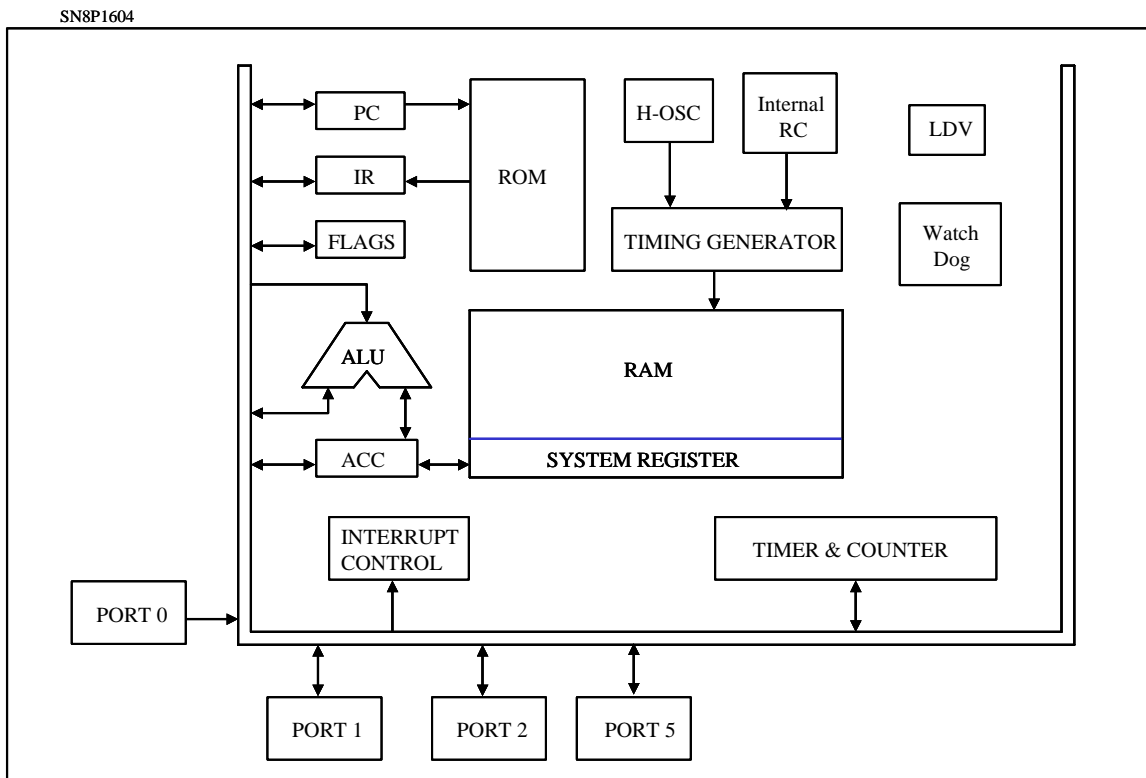 SN8P1604
PC
ROM
H-OSC
Internal
RC
LDV
IR
FLAGS
TIMING GENERATOR
Watch
Dog
ALU
RAM
ACC
SYSTEM REGISTER
INTERRUPT
CONTROL
TIMER & COUNTER
PORT 0
PORT 1
PORT 2
PORT 5